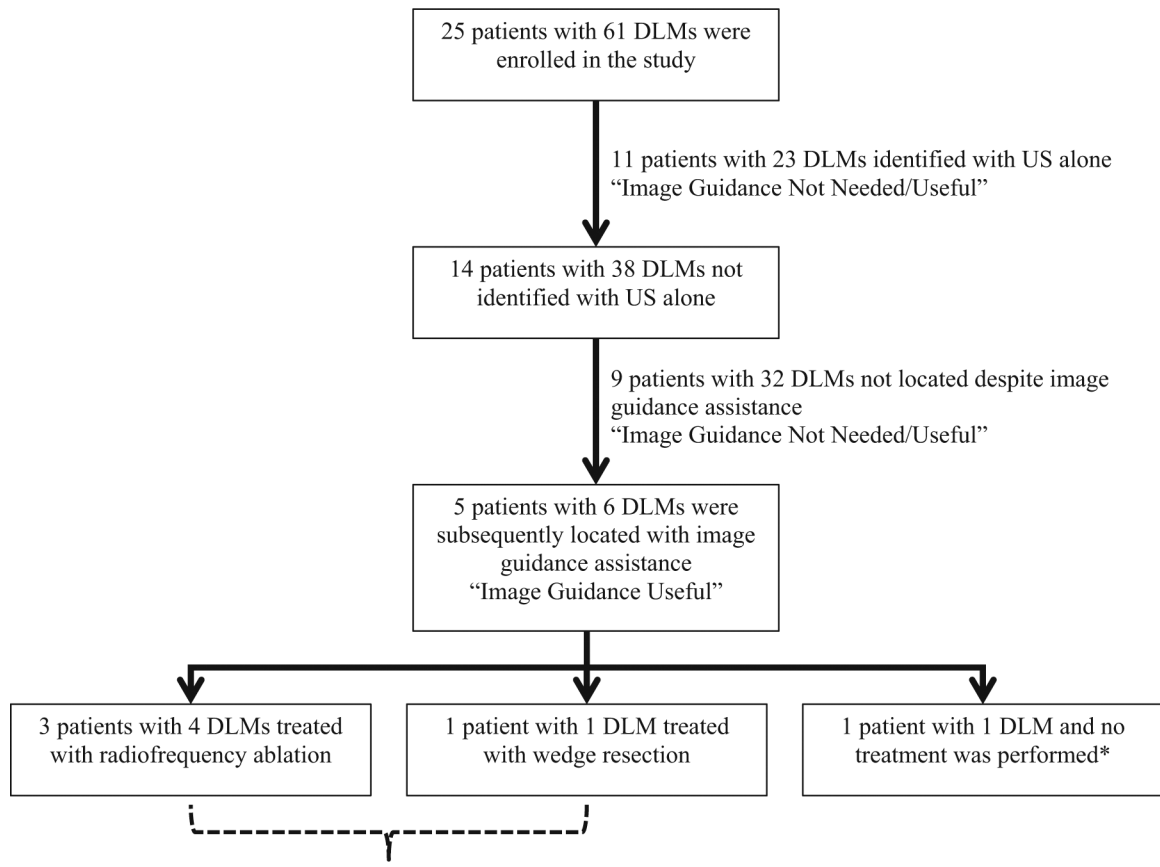 25 patients with 61 DLMs were
enrolled in the study
11 patients with 23 DLMs identified with US alone
“Image Guidance Not Needed/Useful”
14 patients with 38 DLMs not
identified with US alone
9 patients with 32 DLMs not located despite image
guidance assistance
“Image Guidance Not Needed/Useful”
5 patients with 6 DLMs were
subsequently located with image
guidance assistance
“Image Guidance Useful”
3 patients with 4 DLMs treated
with radiofrequency ablation
1 patient with 1 DLM treated
with wedge resection
1 patient with 1 DLM and no
treatment was performed*